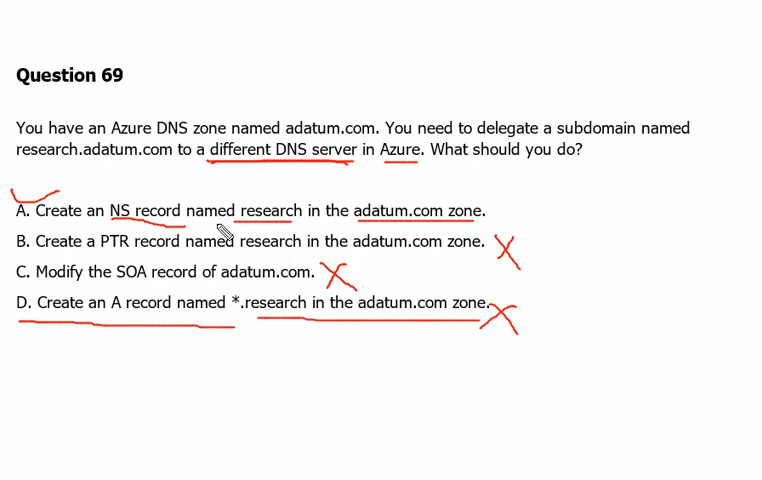 Question 69
You have an Azure DNS zone named adatum.com. You need to delegate a subdomain named
research.adatum.com to a different DNS server in Azure. What should you do?
A. Create an NS record named research in the adatum.com zone.
B. Create a PTR record named research in the adatum.com zone.
C. Modify the SOA record of adatum.com.
D. Create an A record named *.research in the adatum.com zone.